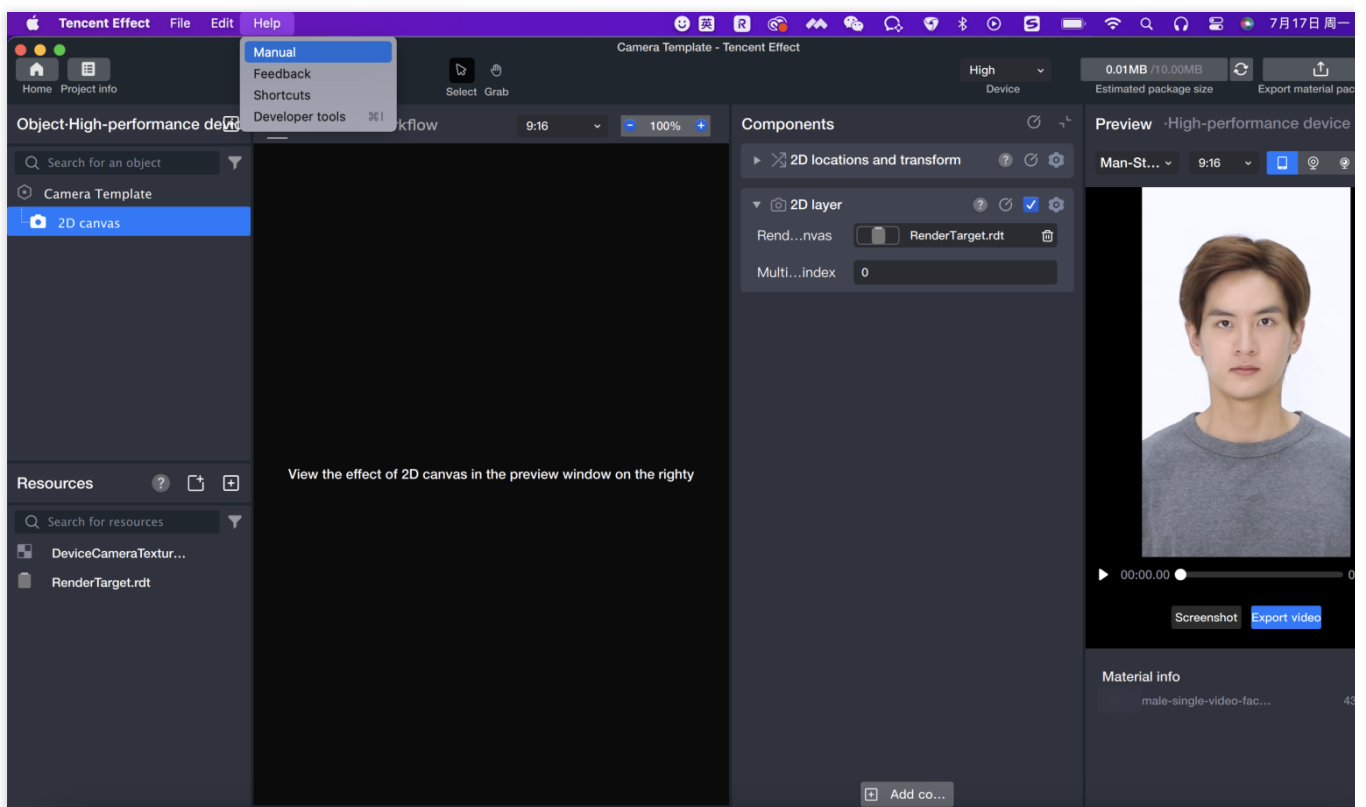 Tencent Effect File Edit Help 英 R S 7月17日 周一
Manual
Feedback
Shortcuts
Developer tools ⌘I
Camera Template - Tencent Effect
Home Project info
Select Grab
High
Device
0.01MB /10.00MB
Estimated package size
Export material pac
Object·High-performance
kflow
9:16
100%
Components
Preview ·High-performance device
Search for an object
Camera Template
2D canvas
2D locations and transform
2D layer
Rend…nvas RenderTarget.rdt
Multi…index 0
Man-St… 9:16
View the effect of 2D canvas in the preview window on the righty
Resources
Search for resources
DeviceCameraTextur…
RenderTarget.rdt
00:00.00 0
Screenshot Export video
Material info
male-single-video-fac… 43
Add co…